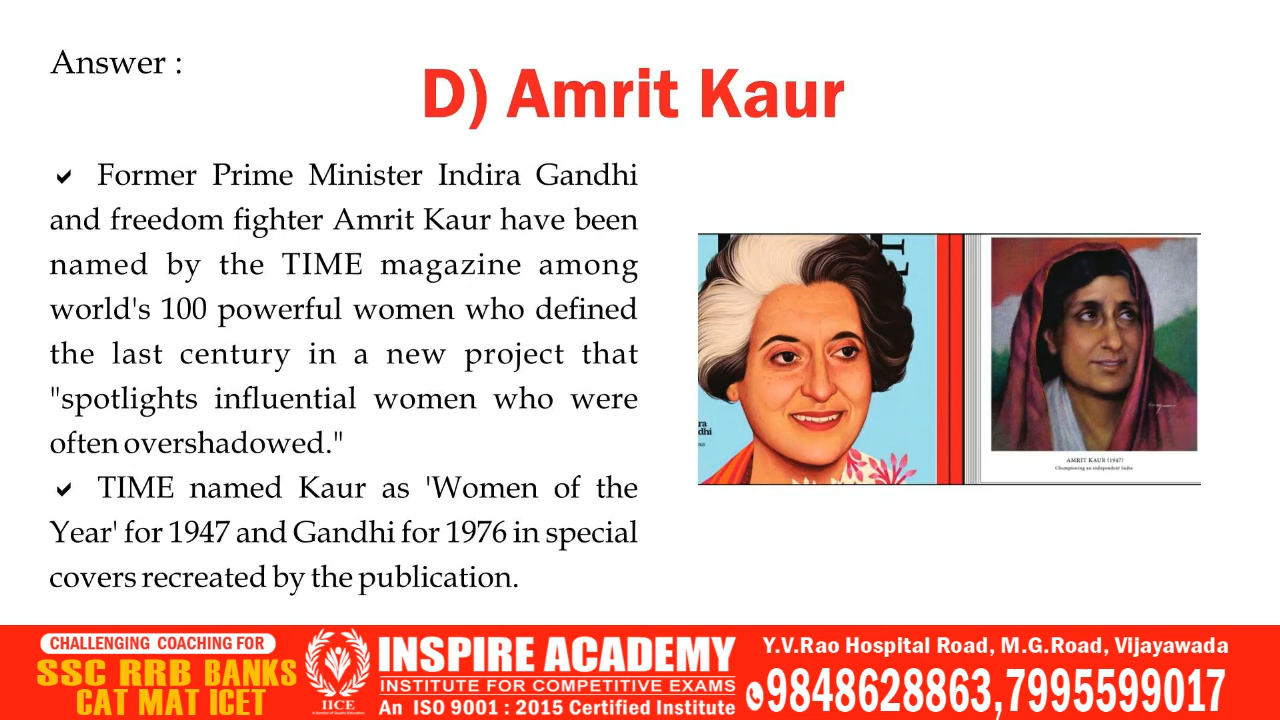 Answer :
D) Amrit Kaur
Former Prime Minister Indira Gandhi
and freedom fighter Amrit Kaur have been
named by the TIME magazine among
world's 100 powerful women who defined
the last century in a new project that
"spotlights influential women who were
often overshadowed."
TIME named Kaur as 'Women of the
Year' for 1947 and Gandhi for 1976 in special
covers recreated by the publication.
AMRIT KAUR (1947)
Championing an independent India
CHALLENGING COACHING FOR
SSC RRB BANKS
CAT MAT ICET
IICE
INSPIRE ACADEMY
INSTITUTE FOR COMPETITIVE EXAMS
An ISO 9001 : 2015 Certified Institute
Y.V.Rao Hospital Road, M.G.Road, Vijayawada
9848628863,7995599017